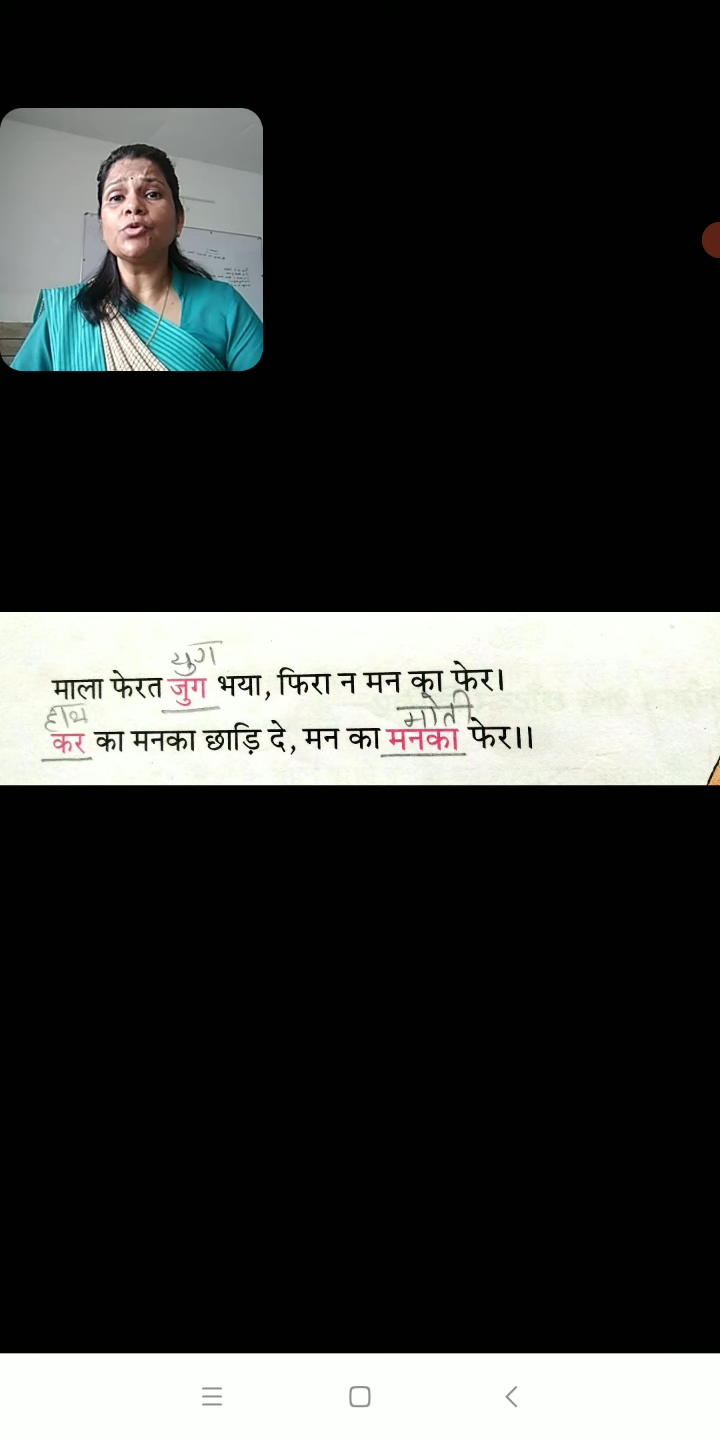 युग
माला फेरत जुग भया, फिरा न मन का फेर।
हाथ मोती
कर का मनका छाड़ि दे, मन का मनका फेर।।